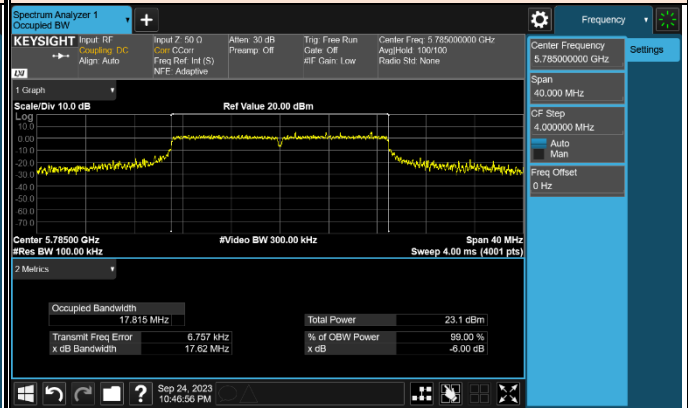 Spectrum Analyzer 1
Occupied BW
+
Frequency
KEYSIGHT
Input: RF
Coupling: DC
Align: Auto
Input Z: 50 Ω
Corr CCorr
Freq Ref: Int (S)
NFE: Adaptive
Atten: 30 dB
Preamp: Off
Trig: Free Run
Gate: Off
#IF Gain: Low
Center Freq: 5.785000000 GHz
Avg|Hold: 100/100
Radio Std: None
LXI
Center Frequency
5.785000000 GHz
Settings
Span
40.000 MHz
CF Step
4.000000 MHz
Auto
Man
Freq Offset
0 Hz
1 Graph
Scale/Div 10.0 dB
Ref Value 20.00 dBm
Log
10.0
0.00
-10.0
-20.0
-30.0
-40.0
-50.0
-60.0
-70.0
Center 5.78500 GHz
#Video BW 300.00 kHz
Span 40 MHz
#Res BW 100.00 kHz
Sweep 4.00 ms (4001 pts)
2 Metrics
Occupied Bandwidth
17.815 MHz
Total Power
23.1 dBm
Transmit Freq Error
6.757 kHz
% of OBW Power
99.00 %
x dB Bandwidth
17.62 MHz
x dB
-6.00 dB
?
Sep 24, 2023
10:46:56 PM